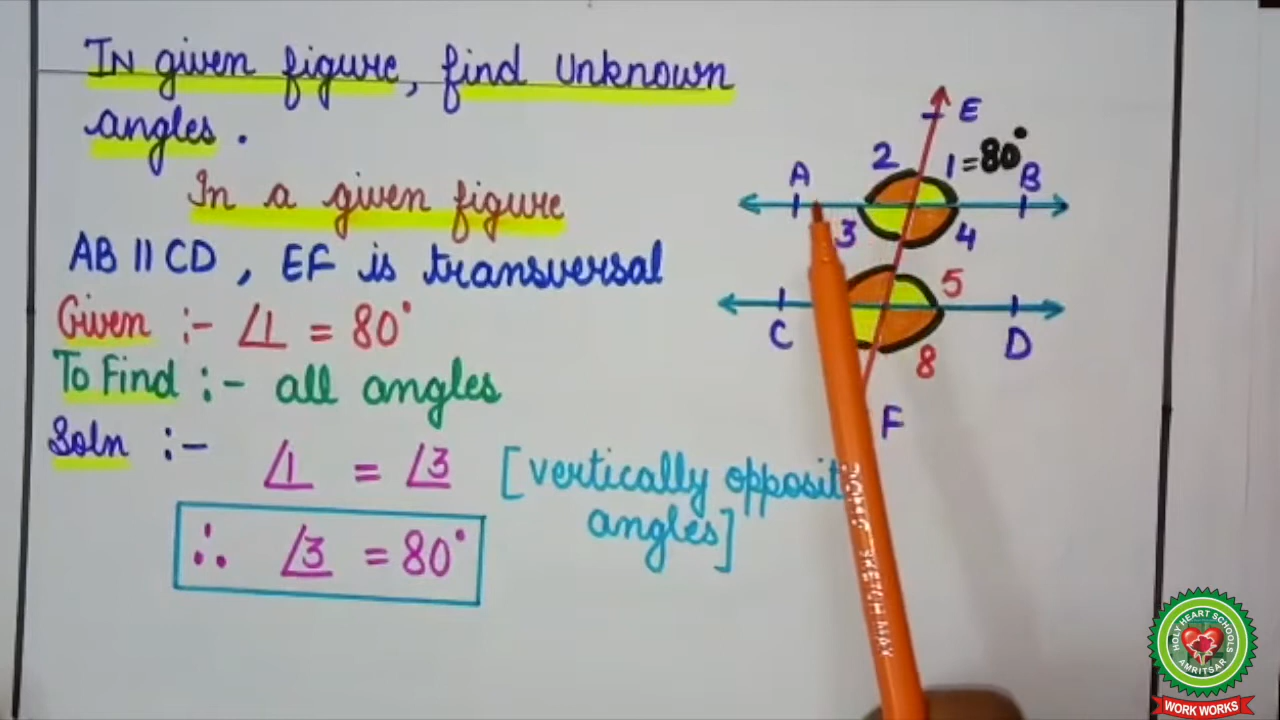 In given figure, find Unknown
angles.
In a given figure
AB || CD, EF is transversal
Given :- ∠1 = 80°
To Find :- all angles
Soln :-
∠1 = ∠3 [vertically opposit
angles]
∴ ∠3 = 80°
E
2 1 = 80°
A B
3 4
5
C D
8
F
HOLY HEART SCHOOLS
AMRITSAR
WORK WORKS